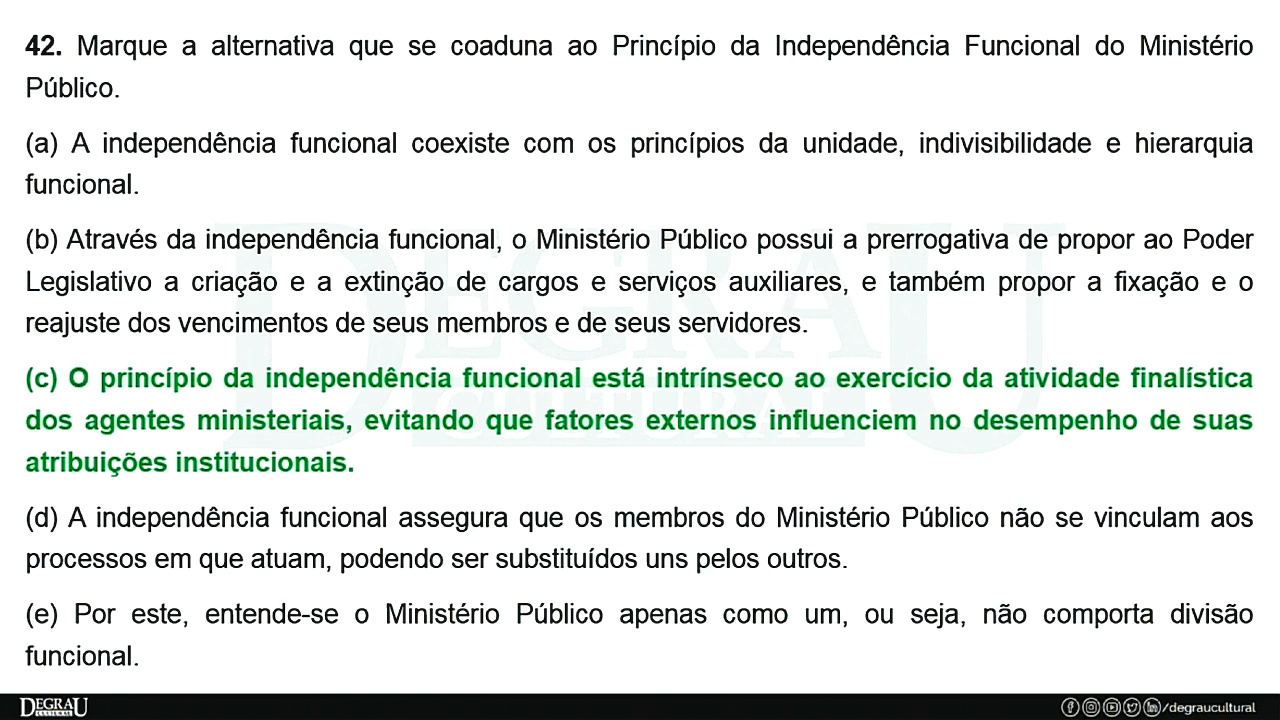 42. Marque a alternativa que se coaduna ao Princípio da Independência Funcional do Ministério
Público.
(a) A independência funcional coexiste com os princípios da unidade, indivisibilidade e hierarquia
funcional.
(b) Através da independência funcional, o Ministério Público possui a prerrogativa de propor ao Poder
Legislativo a criação e a extinção de cargos e serviços auxiliares, e também propor a fixação e o
reajuste dos vencimentos de seus membros e de seus servidores.
(c) O princípio da independência funcional está intrínseco ao exercício da atividade finalística
dos agentes ministeriais, evitando que fatores externos influenciem no desempenho de suas
atribuições institucionais.
(d) A independência funcional assegura que os membros do Ministério Público não se vinculam aos
processos em que atuam, podendo ser substituídos uns pelos outros.
(e) Por este, entende-se o Ministério Público apenas como um, ou seja, não comporta divisão
funcional.
DEGRAU
CULTURAL
DEGRAU
CULTURAL
/degraucultural